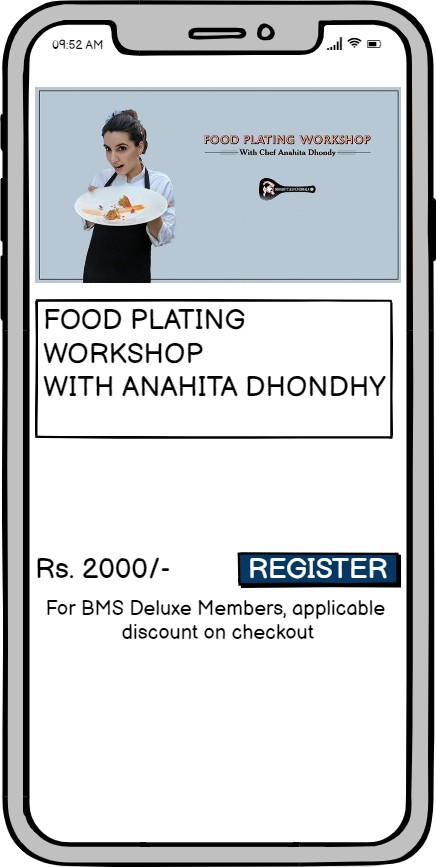 09:52 AM
FOOD PLATING WORKSHOP
With Chef Anahita Dhondy
FOOD PLATING
WORKSHOP
WITH ANAHITA DHONDHY
Rs. 2000/-
REGISTER
For BMS Deluxe Members, applicable
discount on checkout